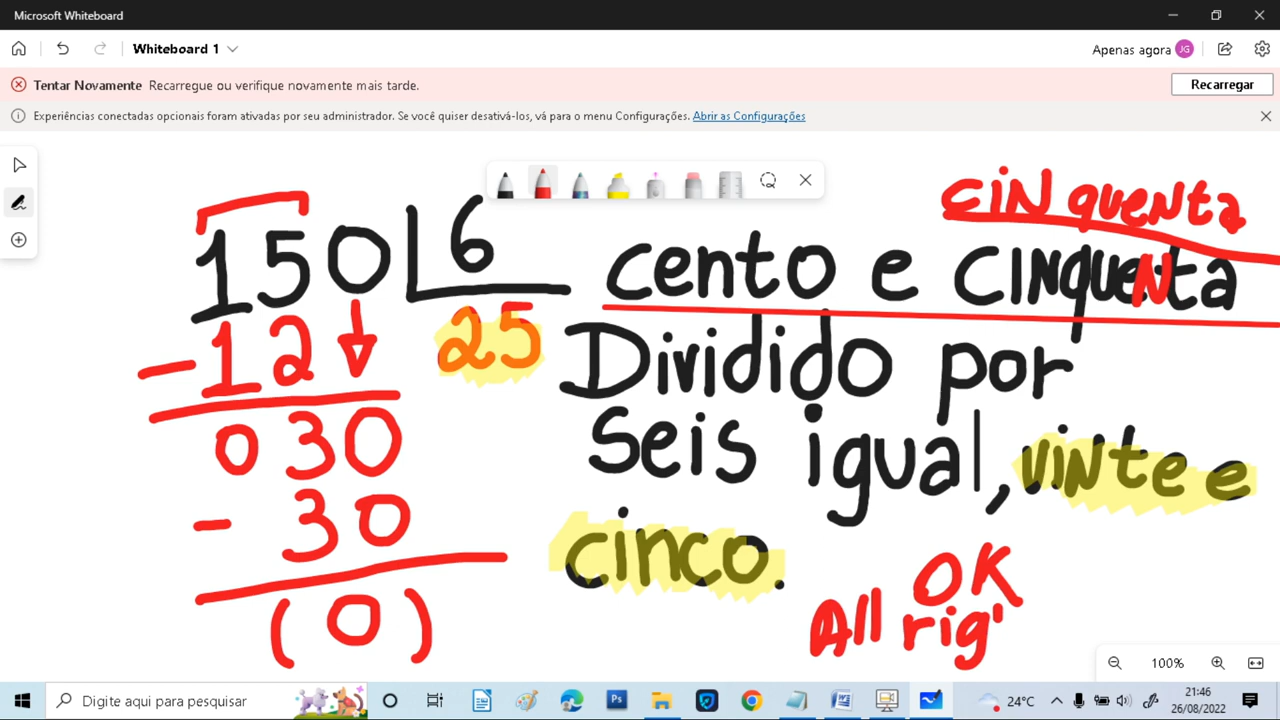 Microsoft Whiteboard
Whiteboard 1
Apenas agora JG
Tentar Novamente Recarregue ou verifique novamente mais tarde.
Recarregar
Experiências conectadas opcionais foram ativadas por seu administrador. Se você quiser desativá-los, vá para o menu Configurações. Abrir as Configurações
CiNqueNta
150 6
cento e CINqueNta
- 12
25
Dividido por
030
Seis igual, viNte e
- 30
cinco.
OK
(0)
All rig'
100%
Digite aqui para pesquisar
Ps
24°C
21:46
26/08/2022